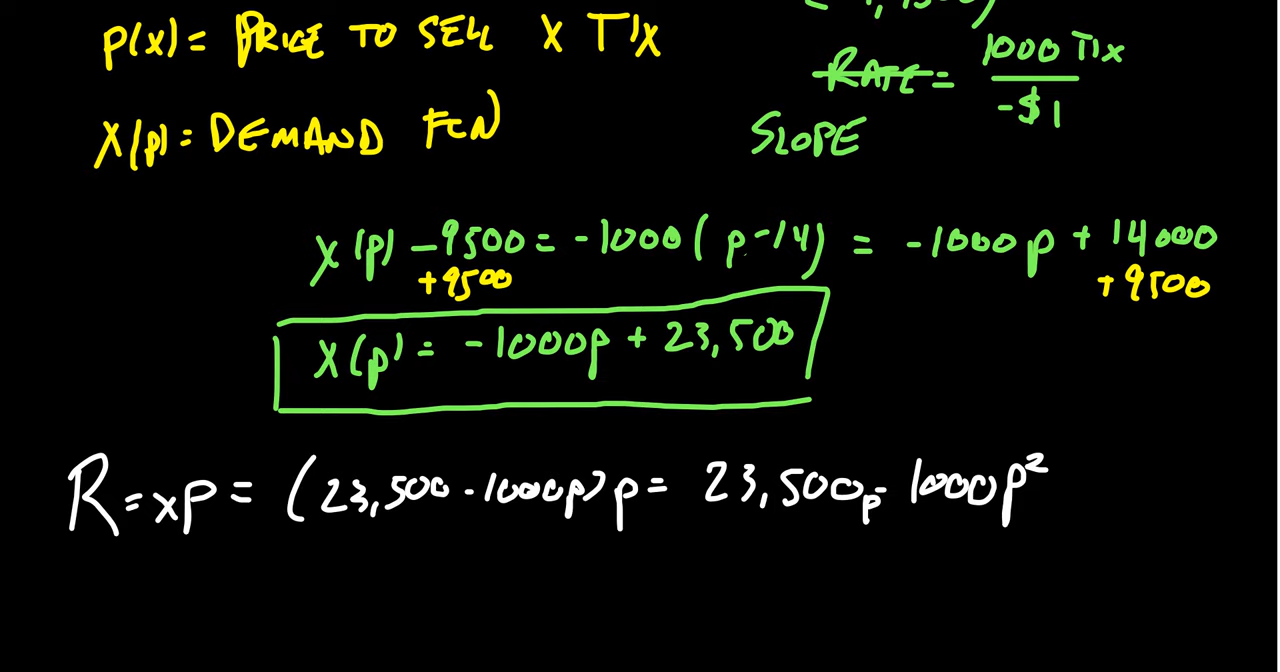 p(x) = PRICE TO SELL X TIX
RATE = 1000 TIX / -$1
X(p) = DEMAND FCN
SLOPE
X(p) - 9500 = -1000(p-14) = -1000p + 14000
+9500 +9500
X(p) = -1000p + 23,500
R = xp = (23,500 - 1000p)p = 23,500p - 1000p²